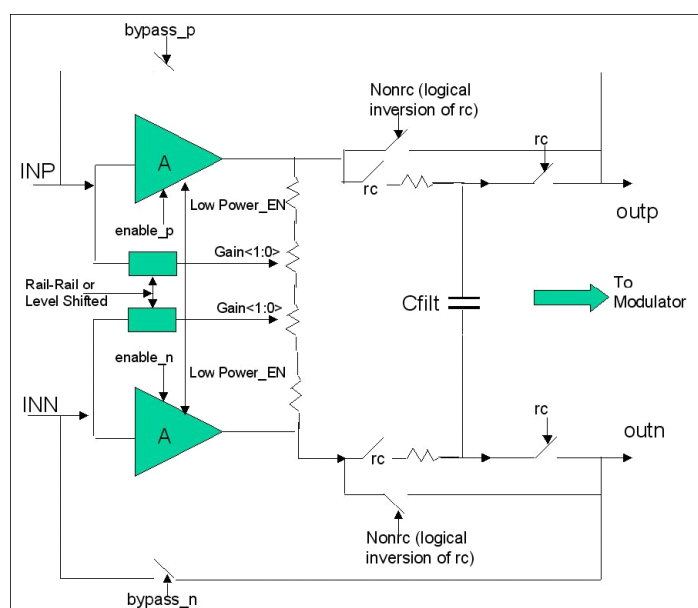 bypass_p
Nonrc (logical
inversion of rc)
rc
A
INP
rc
Low Power_EN
outp
enable_p
Gain<1:0>
Rail-Rail or
Level Shifted
Cfilt
To
Modulator
Gain<1:0>
enable_n
Low Power_EN
INN
rc
A
rc
outn
Nonrc (logical
inversion of rc)
bypass_n